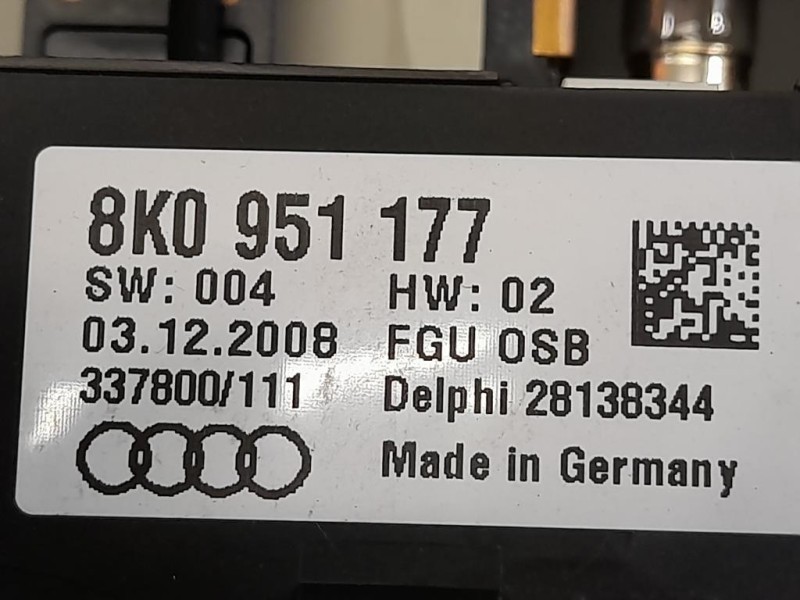 8K0 951 177
SW: 004 HW: 02
03.12.2008 FGU OSB
337800/111 Delphi 28138344
Made in Germany